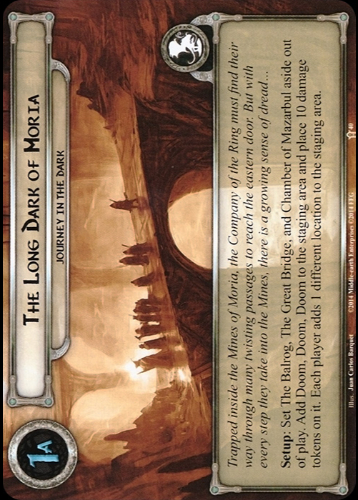 1A
THE LONG DARK OF MORIA
JOURNEY IN THE DARK
Trapped inside the Mines of Moria, the Company of the Ring must find their
way through many twisting passages to reach the eastern door. But with
every step they take into the Mines, there is a growing sense of dread…
Setup: Set The Balrog, The Great Bridge, and Chamber of Mazarbul aside out
of play. Add Doom, Doom, Doom to the staging area and place 10 damage
tokens on it. Each player adds 1 different location to the staging area.
Illus. Juan Carlos Barquet ©2014 Middle-earth Enterprises ©2014 FFG 40